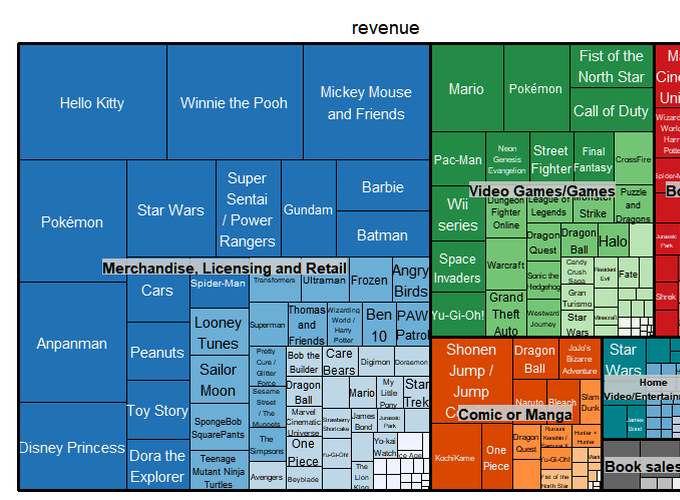 revenue
Hello Kitty
Winnie the Pooh
Mickey Mouse
and Friends
Pokémon
Star Wars
Super
Sentai
/ Power
Rangers
Gundam
Barbie
Batman
Merchandise, Licensing and Retail
Anpanman
Disney Princess
Cars
Peanuts
Toy Story
Dora the
Explorer
Spider-Man
Looney
Tunes
Sailor
Moon
SpongeBob
SquarePants
Teenage
Mutant Ninja
Turtles
Transformers
Ultraman
Frozen
Angry
Birds
Superman
Thomas
and
Friends
Wizarding
World /
Harry
Potter
Ben
10
PAW
Patrol
Pretty
Cure /
Glitter
Force
Bob the
Builder
Care
Bears
Digimon
Doraemon
Sesame
Street
/ The
Muppets
Dragon
Ball
Mario
My
Little
Pony
Star
Trek
The
Simpsons
Marvel
Cinematic
Universe
Strawberry
Shortcake
James
Bond
Jurassic
Park
Avengers
One
Piece
Yu-Gi-Oh!
Yo-kai
Watch
Ice Age
Beyblade
The
Lion
King
Mario
Pokémon
Fist of the
North Star
Call of Duty
Pac-Man
Neon
Genesis
Evangelion
Street
Fighter
Final
Fantasy
CrossFire
Video Games/Games
Wii
series
Dungeon
Fighter
Online
League of
Legends
Monster
Strike
Puzzle
and
Dragons
Space
Invaders
Warcraft
Dragon
Quest
Dragon
Ball
Halo
Yu-Gi-Oh!
Grand
Theft
Auto
Sonic the
Hedgehog
Westward
Journey
Candy
Crush
Saga
Resident
Evil
Fate
Gran
Turismo
Star
Wars
Minecraft
Shonen
Jump /
Jump
Dragon
Ball
JoJo's
Bizarre
Adventure
Naruto
Bleach
Slam
Dunk
Comic or Manga
KochiKame
One
Piece
Dragon
Quest
Rurouni
Kenshin /
Samurai X
Hunter ×
Hunter
Yu-Gi-Oh!
Mario
Fist of the
North Star
Jurassic
Park
Shrek
Star
Wars
Home
Video/Entertainm
James
Bond
Book sales